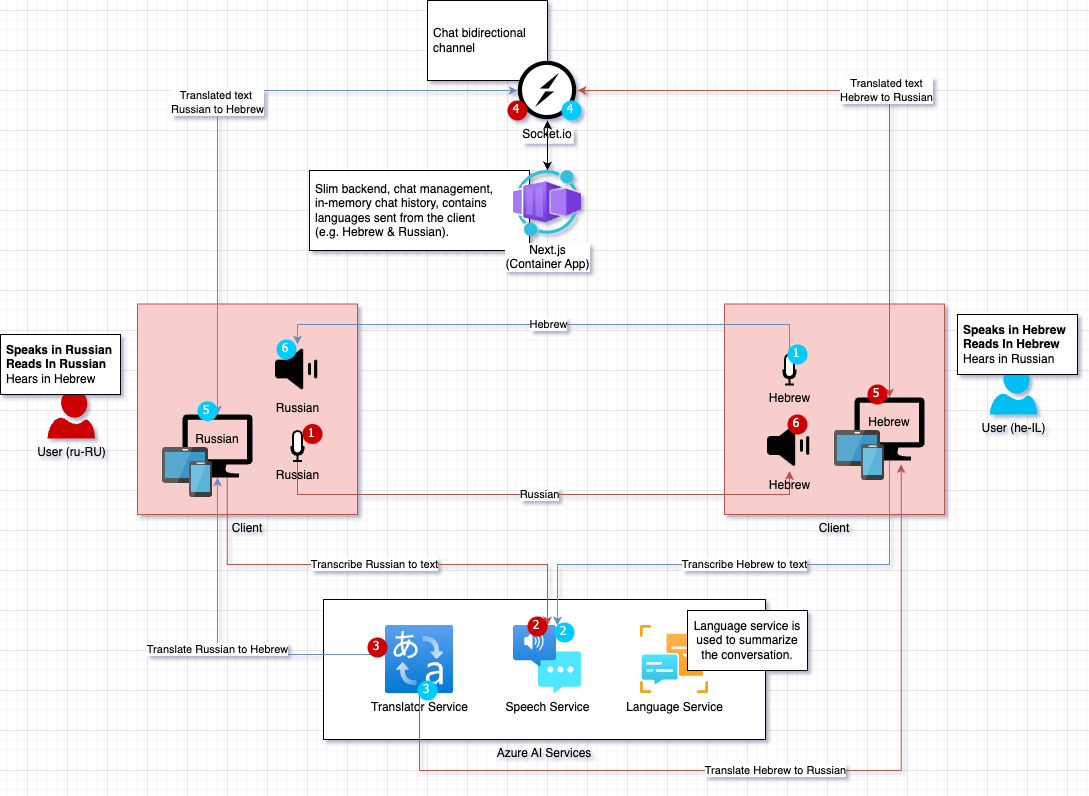 Chat bidirectional
channel
Translated text
Russian to Hebrew
Translated text
Hebrew to Russian
4
4
Socket.io
Slim backend, chat management,
in-memory chat history, contains
languages sent from the client
(e.g. Hebrew & Russian).
Next.js
(Container App)
Hebrew
Speaks in Russian
Reads In Russian
Hears in Hebrew
User (ru-RU)
6
Russian
5
Russian
1
Russian
Client
Speaks in Hebrew
Reads In Hebrew
Hears in Russian
User (he-IL)
1
Hebrew
5
Hebrew
6
Hebrew
Client
Russian
Transcribe Russian to text
Transcribe Hebrew to text
Translate Russian to Hebrew
3
あ
a
3
Translator Service
2
2
Speech Service
Language service is
used to summarize
the conversation.
Language Service
Azure AI Services
Translate Hebrew to Russian